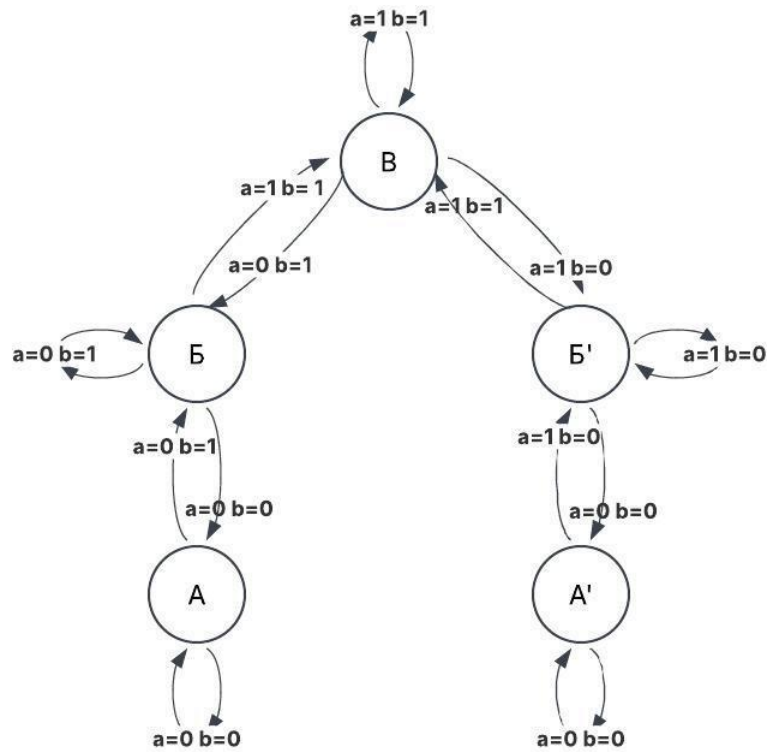 a=1 b=1
В
a=1 b= 1
a=1 b=1
a=0 b=1
a=1 b=0
a=0 b=1
Б
Б'
a=1 b=0
a=0 b=1
a=1 b=0
a=0 b=0
a=0 b=0
А
А'
a=0 b=0
a=0 b=0